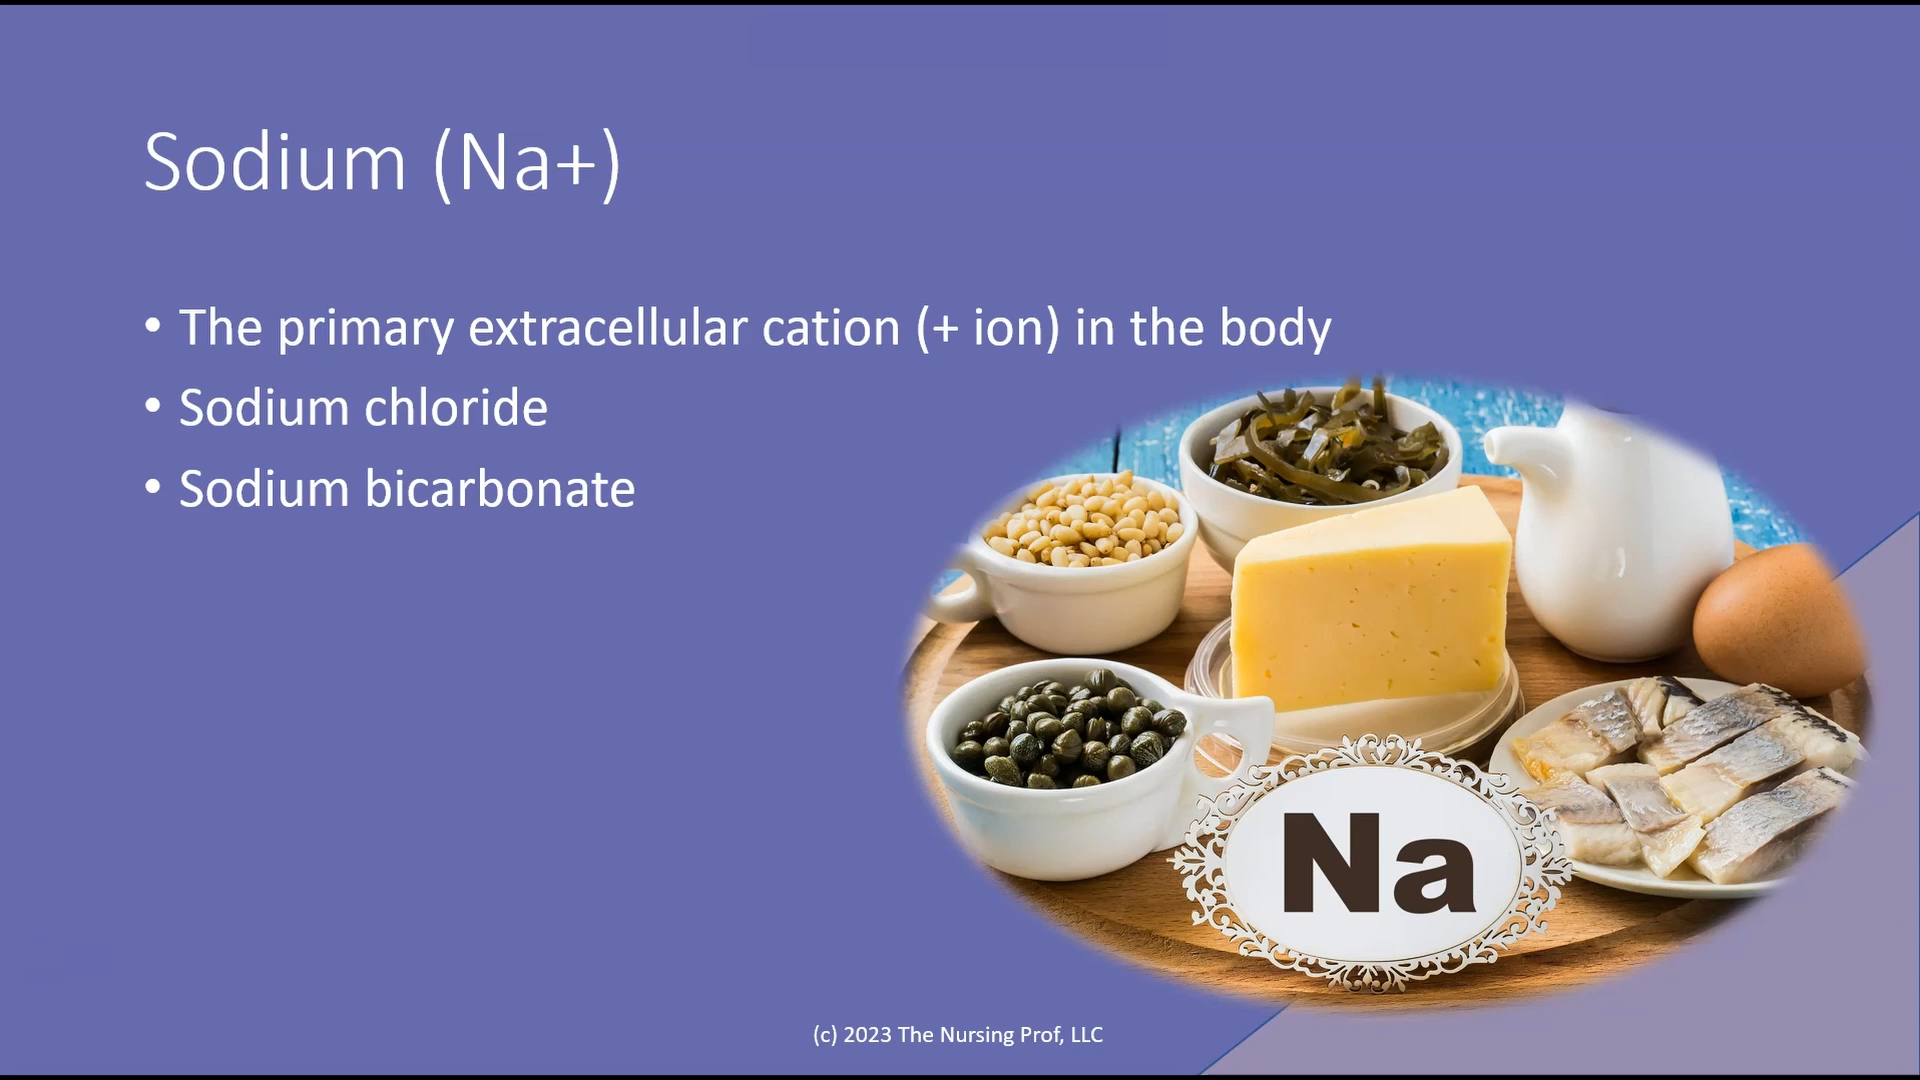 Sodium (Na+)
• The primary extracellular cation (+ ion) in the body
• Sodium chloride
• Sodium bicarbonate
Na
(c) 2023 The Nursing Prof, LLC